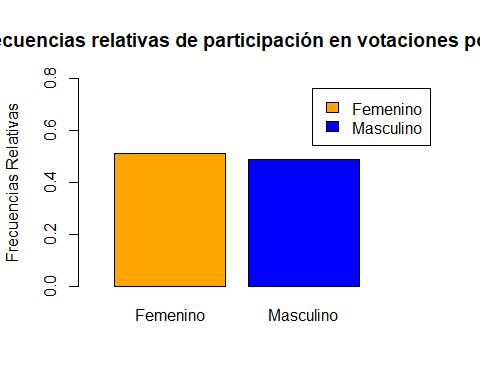 ecuencias relativas de participación en votaciones po
Frecuencias Relativas
0.8
0.6
0.4
0.2
0.0
Femenino
Masculino
Femenino
Masculino